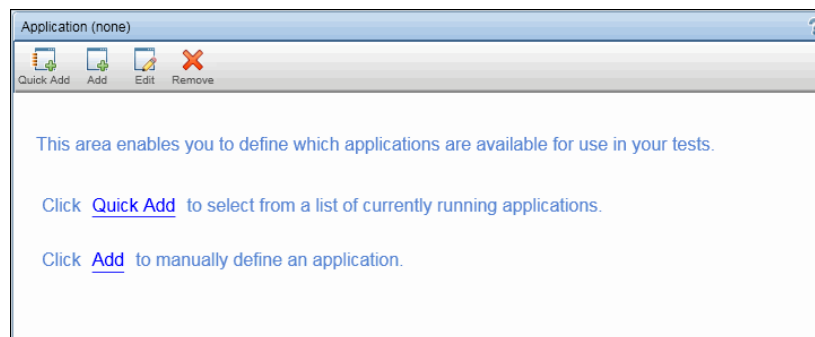 Application (none)
Quick Add Add Edit Remove
This area enables you to define which applications are available for use in your tests.
Click Quick Add to select from a list of currently running applications.
Click Add to manually define an application.